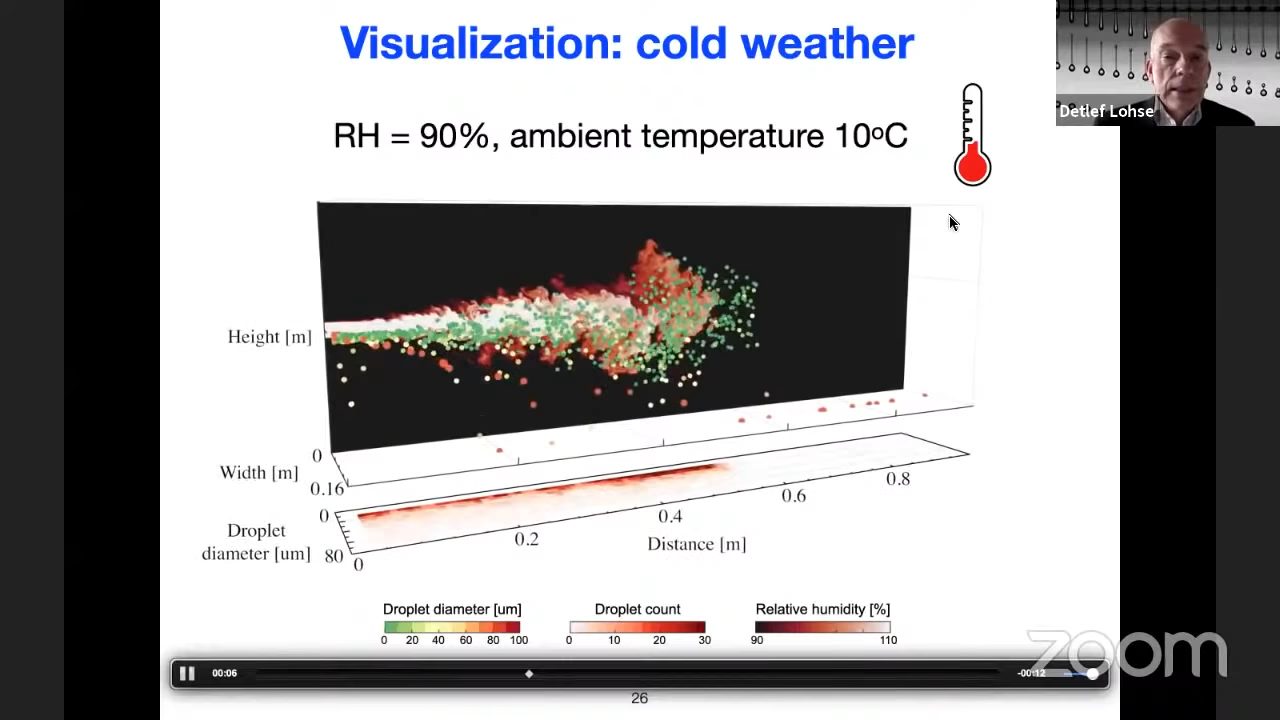 Visualization: cold weather
Detlef Lohse
RH = 90%, ambient temperature 10ºC
Height [m]
0
Width [m]
0.16
0
Droplet
diameter [um]
80
0
0.2
0.4
0.6
0.8
Distance [m]
Droplet diameter [um]
0 20 40 60 80 100
Droplet count
0 10 20 30
Relative humidity [%]
90 110
zoom
00:06
-00:12
26